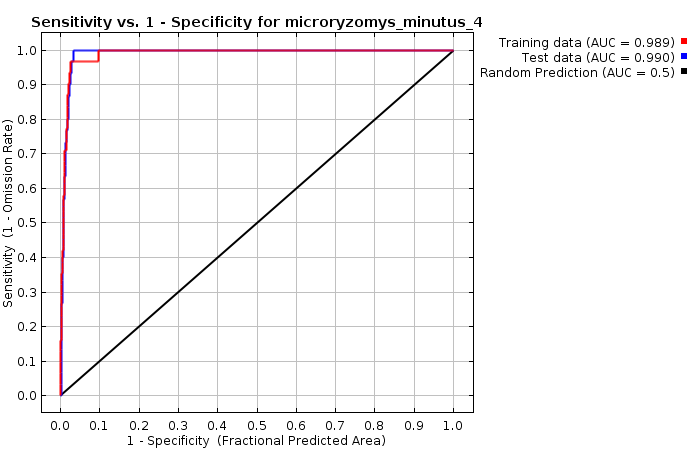 Sensitivity vs. 1 - Specificity for microryzomys_minutus_4
Training data (AUC = 0.989)
Test data (AUC = 0.990)
Random Prediction (AUC = 0.5)
Sensitivity (1 - Omission Rate)
1.0
0.9
0.8
0.7
0.6
0.5
0.4
0.3
0.2
0.1
0.0
0.0 0.1 0.2 0.3 0.4 0.5 0.6 0.7 0.8 0.9 1.0
1 - Specificity (Fractional Predicted Area)